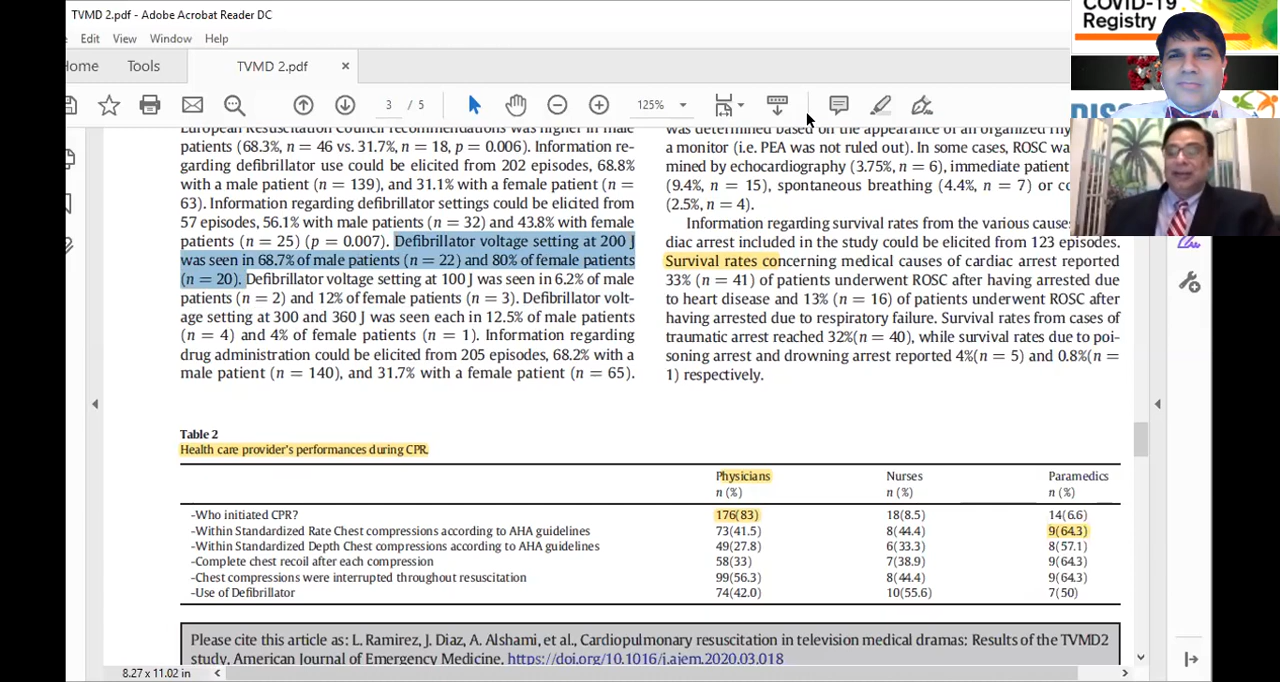 TVMD 2.pdf - Adobe Acrobat Reader DC
COVID-19
Registry
Edit View Window Help
Home Tools TVMD 2.pdf ×
3 / 5 125%
European Resuscitation Council recommendations was higher in male
patients (68.3%, n = 46 vs. 31.7%, n = 18, p = 0.006). Information re-
garding defibrillator use could be elicited from 202 episodes, 68.8%
with a male patient (n = 139), and 31.1% with a female patient (n =
63). Information regarding defibrillator settings could be elicited from
57 episodes, 56.1% with male patients (n = 32) and 43.8% with female
patients (n = 25) (p = 0.007). Defibrillator voltage setting at 200 J
was seen in 68.7% of male patients (n = 22) and 80% of female patients
(n = 20). Defibrillator voltage setting at 100 J was seen in 6.2% of male
patients (n = 2) and 12% of female patients (n = 3). Defibrillator volt-
age setting at 300 and 360 J was seen each in 12.5% of male patients
(n = 4) and 4% of female patients (n = 1). Information regarding
drug administration could be elicited from 205 episodes, 68.2% with a
male patient (n = 140), and 31.7% with a female patient (n = 65).
was determined based on the appearance of an organized rhy
a monitor (i.e. PEA was not ruled out). In some cases, ROSC wa
mined by echocardiography (3.75%, n = 6), immediate patient
(9.4%, n = 15), spontaneous breathing (4.4%, n = 7) or co
(2.5%, n = 4).
Information regarding survival rates from the various causes
diac arrest included in the study could be elicited from 123 episodes.
Survival rates concerning medical causes of cardiac arrest reported
33% (n = 41) of patients underwent ROSC after having arrested due
to heart disease and 13% (n = 16) of patients underwent ROSC after
having arrested due to respiratory failure. Survival rates from cases of
traumatic arrest reached 32%(n = 40), while survival rates due to poi-
soning arrest and drowning arrest reported 4%(n = 5) and 0.8%(n =
1) respectively.
Table 2
Health care provider's performances during CPR.
Physicians Nurses Paramedics
n (%) n (%) n (%)
-Who initiated CPR? 176(83) 18(8.5) 14(6.6)
-Within Standardized Rate Chest compressions according to AHA guidelines 73(41.5) 8(44.4) 9(64.3)
-Within Standardized Depth Chest compressions according to AHA guidelines 49(27.8) 6(33.3) 8(57.1)
-Complete chest recoil after each compression 58(33) 7(38.9) 9(64.3)
-Chest compressions were interrupted throughout resuscitation 99(56.3) 8(44.4) 9(64.3)
-Use of Defibrillator 74(42.0) 10(55.6) 7(50)
Please cite this article as: L. Ramirez, J. Diaz, A. Alshami, et al., Cardiopulmonary resuscitation in television medical dramas: Results of the TVMD2
study, American Journal of Emergency Medicine, https://doi.org/10.1016/j.ajem.2020.03.018
8.27 x 11.02 in